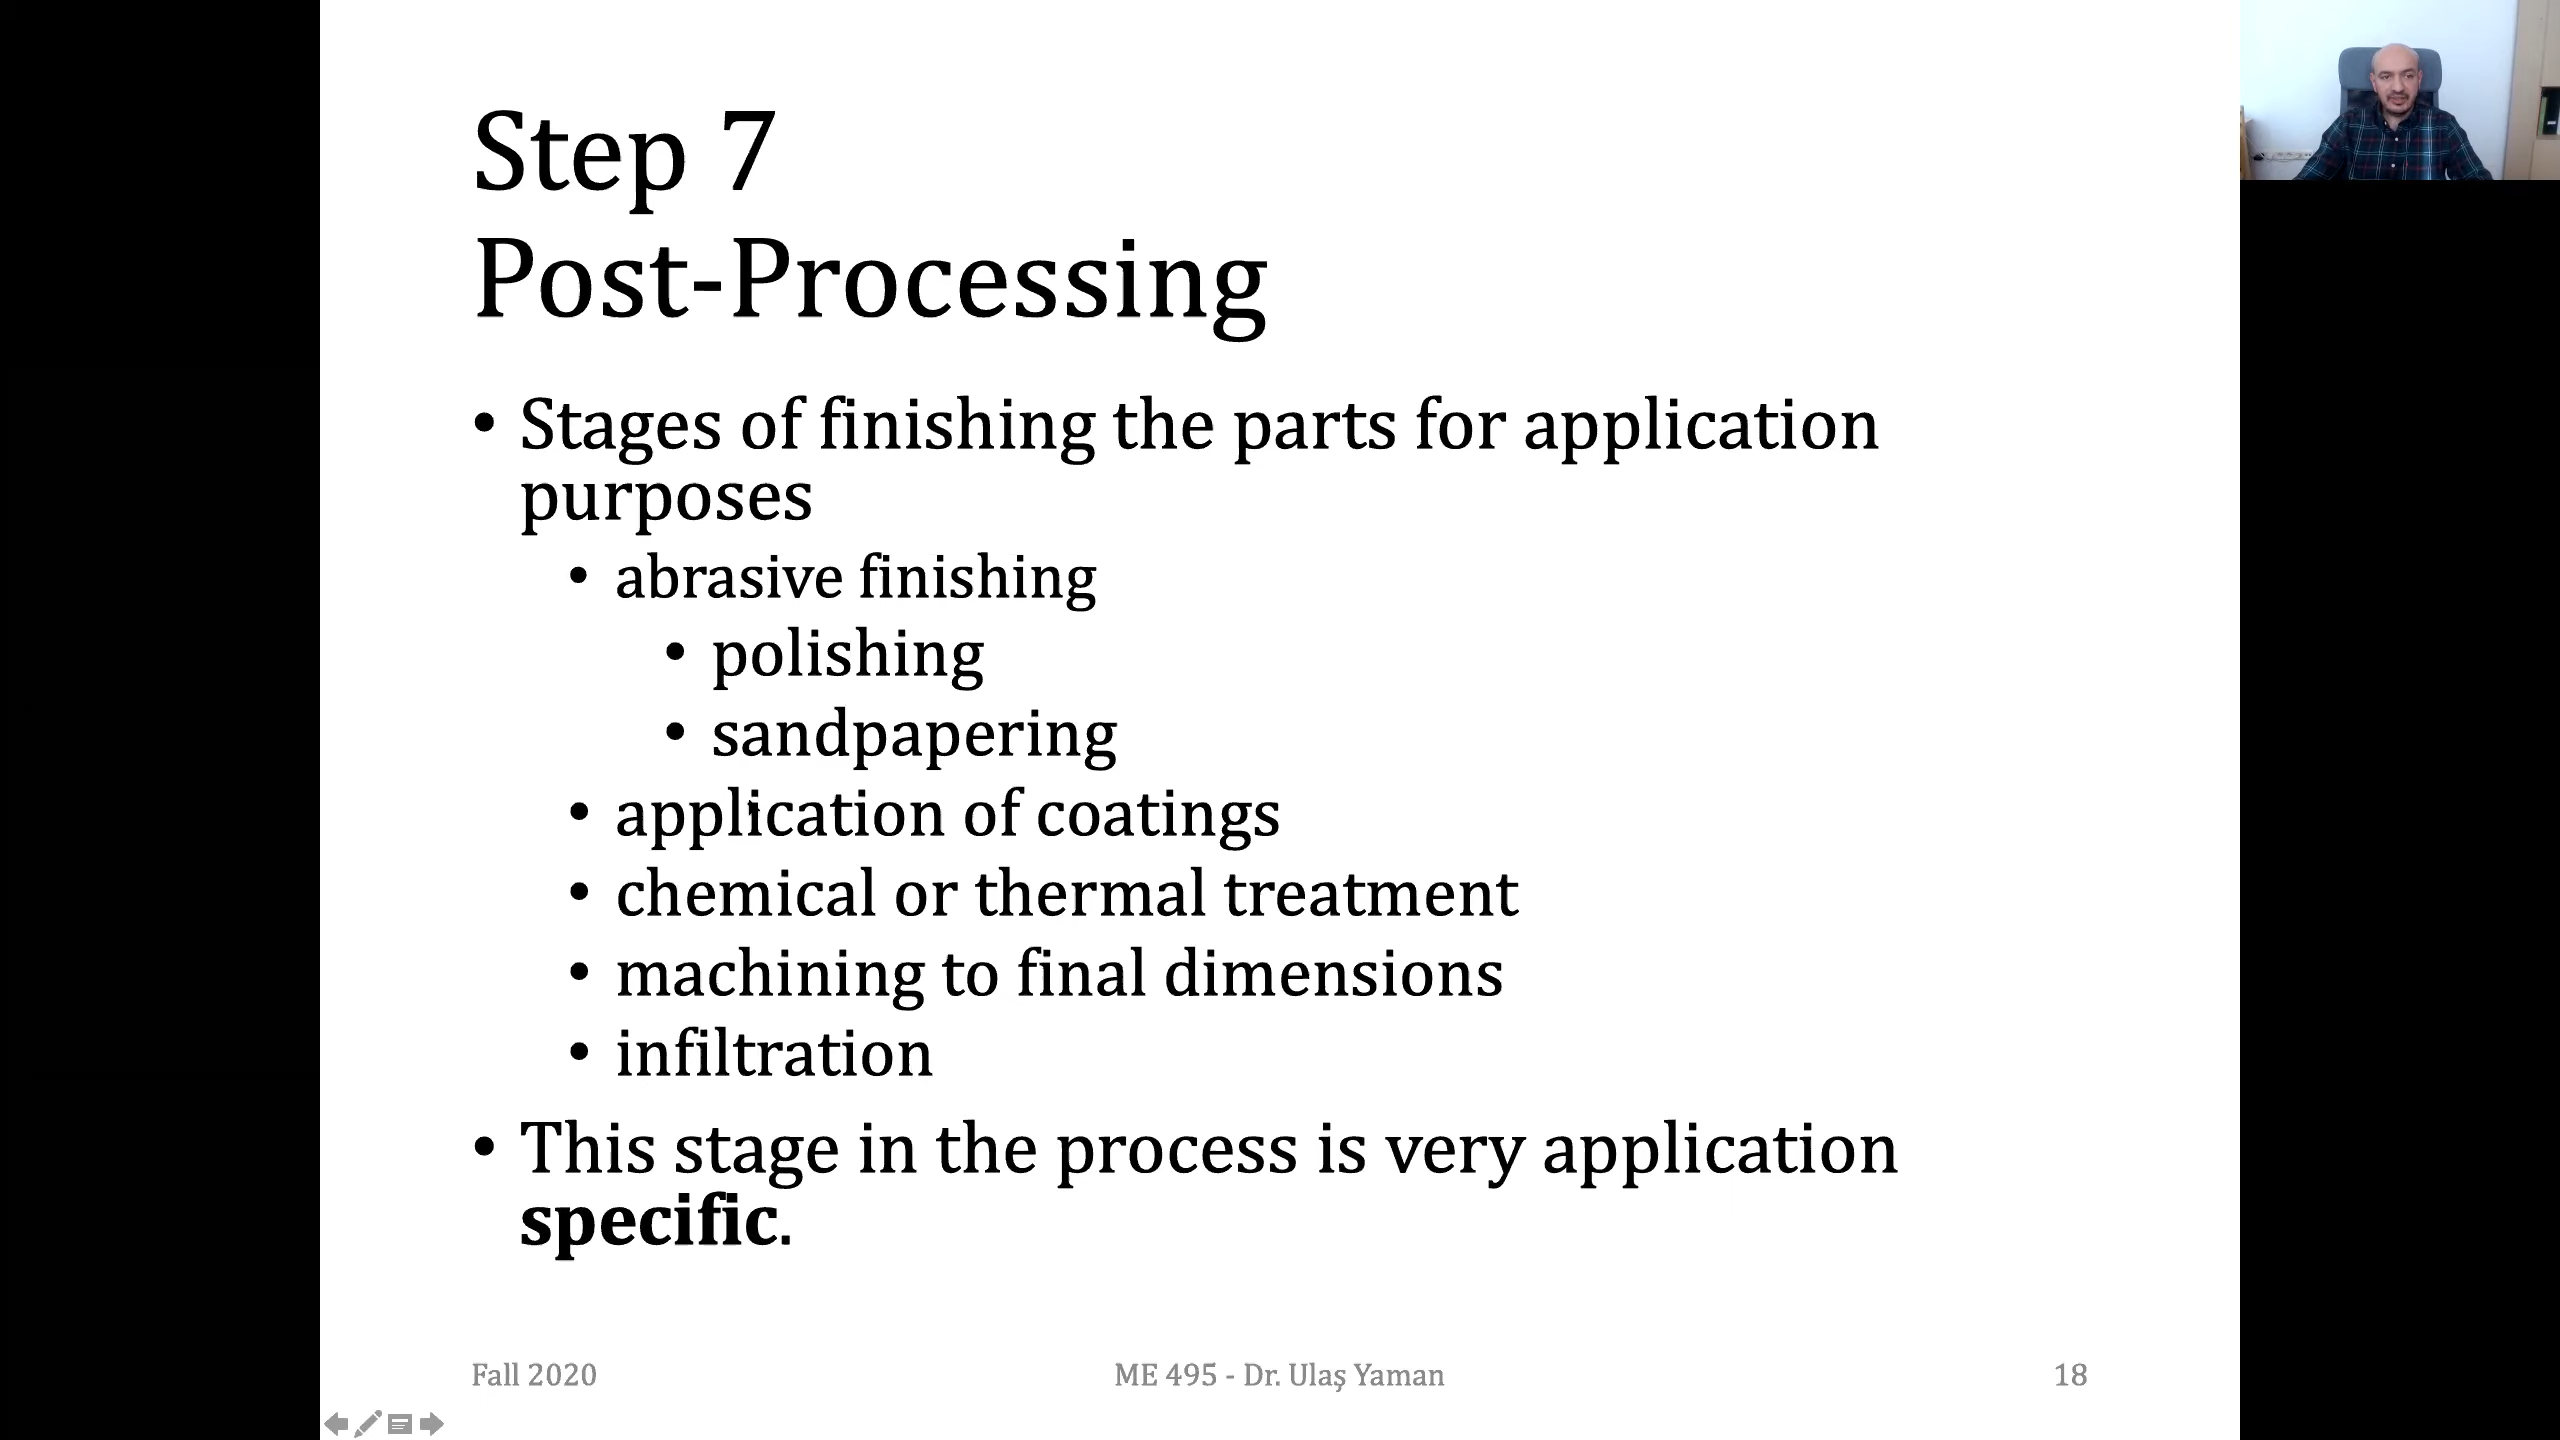 Step 7
Post-Processing
• Stages of finishing the parts for application
purposes
• abrasive finishing
• polishing
• sandpapering
• application of coatings
• chemical or thermal treatment
• machining to final dimensions
• infiltration
• This stage in the process is very application
specific.
Fall 2020
ME 495 - Dr. Ulaş Yaman
18